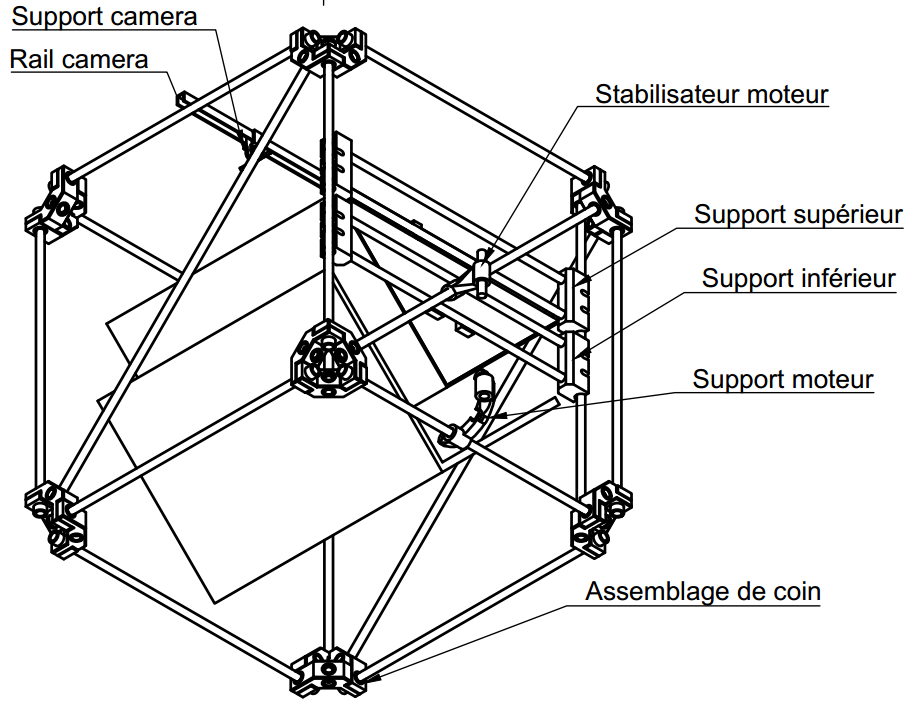 Support camera
Rail camera
Stabilisateur moteur
Support supérieur
Support inférieur
Support moteur
Assemblage de coin